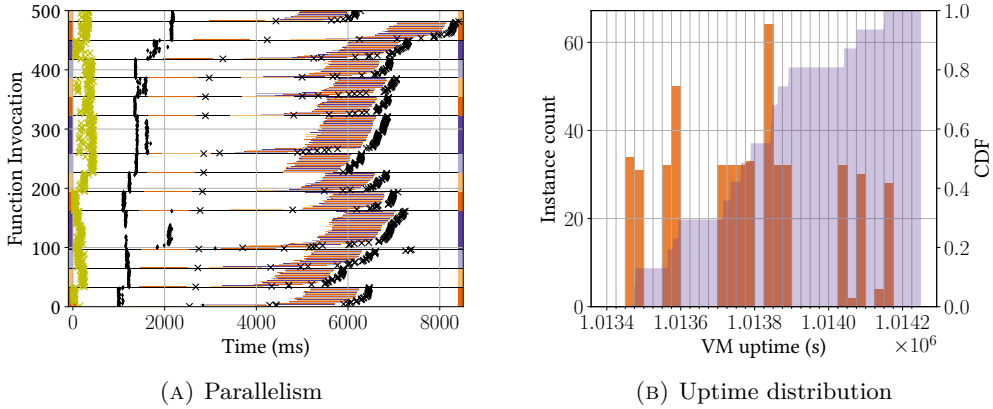 500
400
300
200
100
0
Function Invocation
0 2000 4000 6000 8000
Time (ms)
(A) Parallelism
60
40
20
0
Instance count
1.0
0.8
0.6
0.4
0.2
0.0
CDF
1.0134 1.0136 1.0138 1.0140 1.0142
VM uptime (s)
×10⁶
(B) Uptime distribution